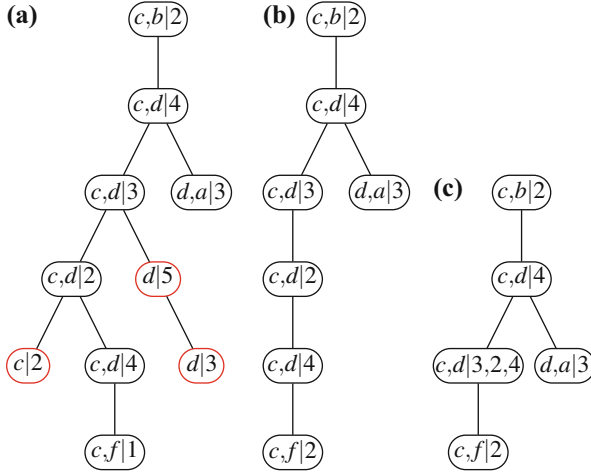 (a)
c,b|2
c,d|4
c,d|3
d,a|3
c,d|2
d|5
c|2
c,d|4
d|3
c,f|1
(b)
c,b|2
c,d|4
c,d|3
d,a|3
c,d|2
c,d|4
c,f|2
(c)
c,b|2
c,d|4
c,d|3,2,4
d,a|3
c,f|2